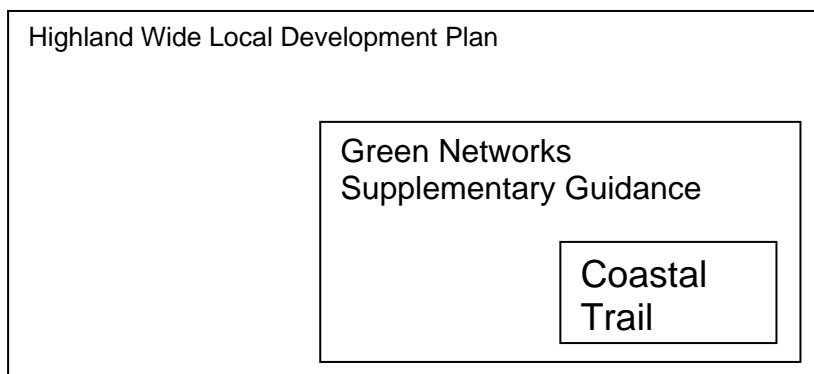 Highland Wide Local Development Plan
Green Networks
Supplementary Guidance
Coastal
Trail